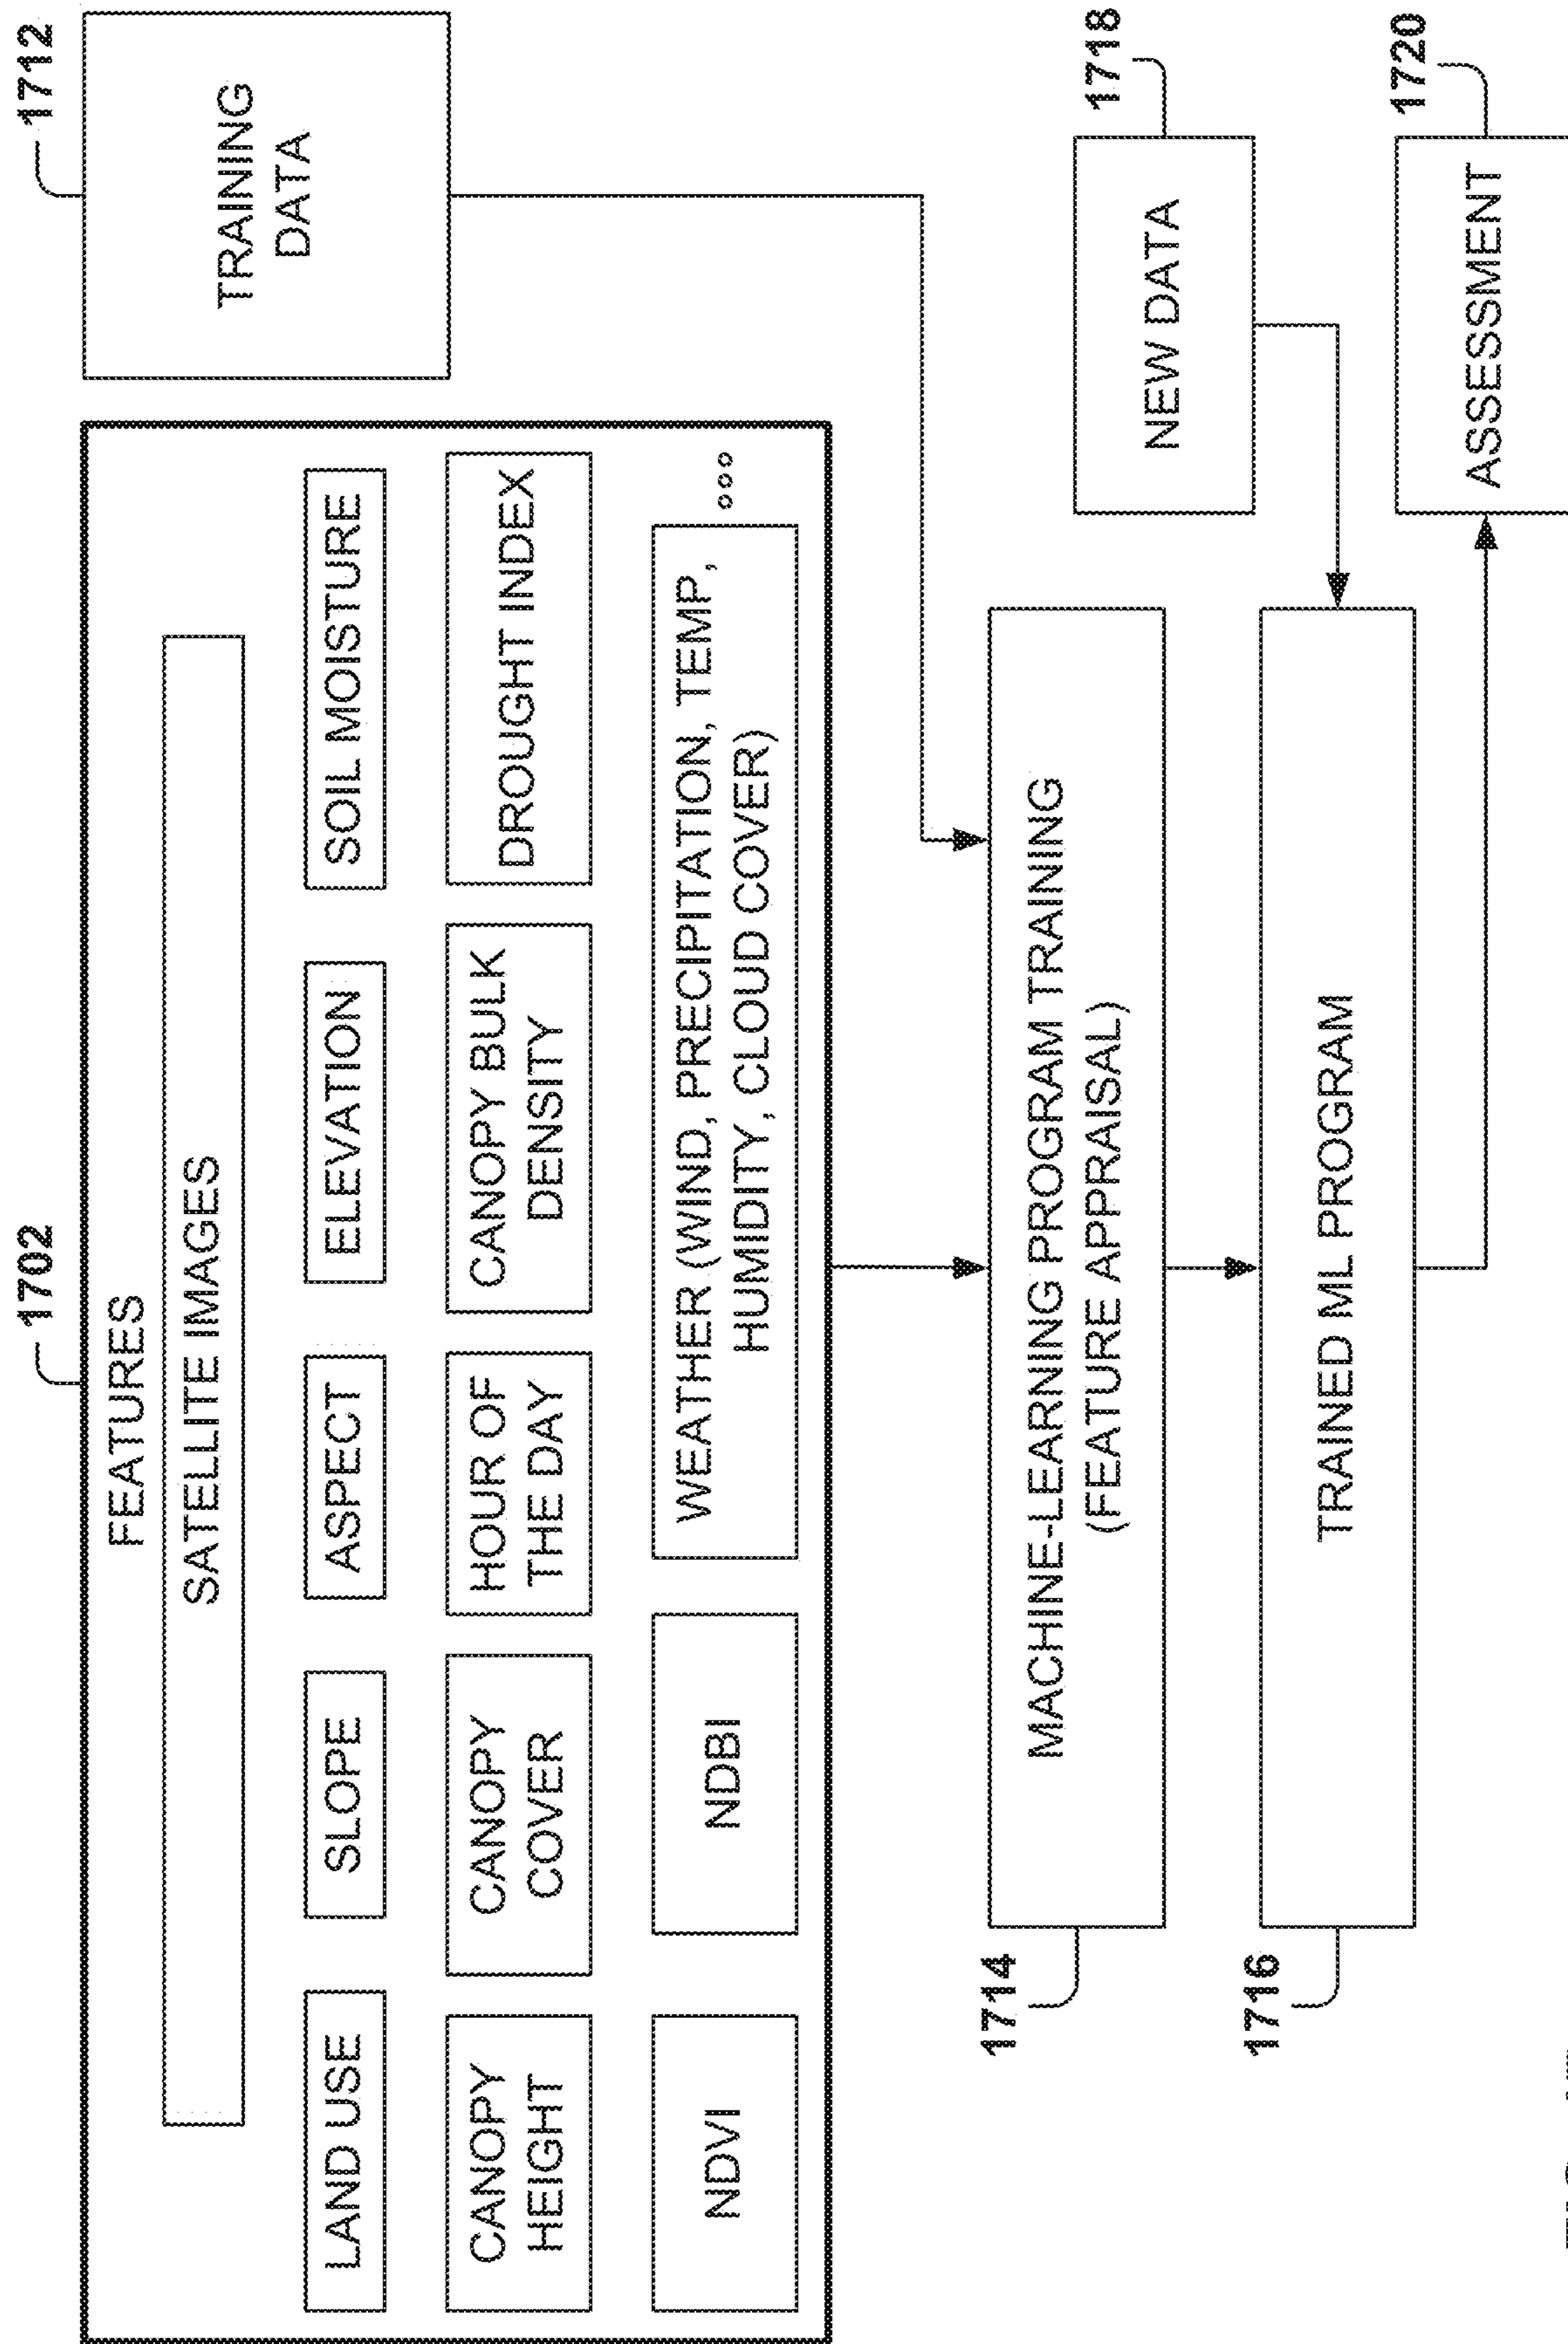 1702
1712
FEATURES
SATELLITE IMAGES
LAND USE
SLOPE
ASPECT
ELEVATION
SOIL MOISTURE
CANOPY
HEIGHT
CANOPY
COVER
HOUR OF
THE DAY
CANOPY BULK
DENSITY
DROUGHT INDEX
NDVI
NDBI
WEATHER (WIND, PRECIPITATION, TEMP,
HUMIDITY, CLOUD COVER)
TRAINING
DATA
1714
MACHINE-LEARNING PROGRAM TRAINING
(FEATURE APPRAISAL)
1718
NEW DATA
1716
TRAINED ML PROGRAM
1720
ASSESSMENT